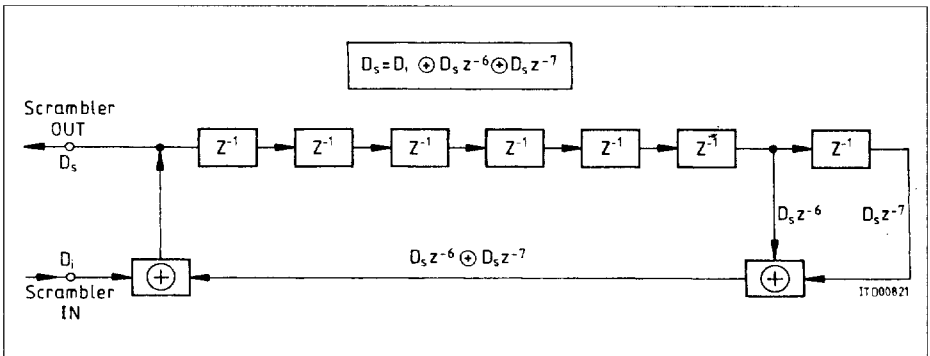 Dₛ = Dᵢ ⊕ Dₛ z⁻⁶ ⊕ Dₛ z⁻⁷
Scrambler
OUT
Dₛ
Z⁻¹ Z⁻¹ Z⁻¹ Z⁻¹ Z⁻¹ Z⁻¹ Z⁻¹
Dₛ z⁻⁶ Dₛ z⁻⁷
Dᵢ
Dₛ z⁻⁶ ⊕ Dₛ z⁻⁷
Scrambler
IN
ITD00821